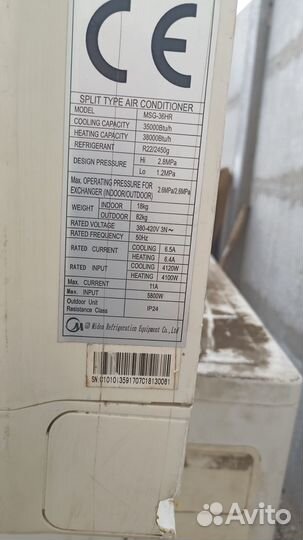 CE
SPLIT TYPE AIR CONDITIONER
MODEL MSG-36HR
COOLING CAPACITY 35000Btu/h
HEATING CAPACITY 38000Btu/h
REFRIGERANT R22/2450g
DESIGN PRESSURE Hi 2.8MPa
Lo 1.2MPa
Max. OPERATING PRESSURE FOR
EXCHANGER (INDOOR/OUTDOOR) 2.6MPa/2.6MPa
WEIGHT INDOOR 18kg
OUTDOOR 82kg
RATED VOLTAGE 380-420V 3N~
RATED FREQUENCY 50Hz
RATED CURRENT COOLING 6.5A
HEATING 6.4A
RATED INPUT COOLING 4120W
HEATING 4100W
Max. CURRENT 11A
Max. INPUT 5800W
Outdoor Unit
Resistance Class IP24
GD Midea Refrigeration Equipment Co.,Ltd
Avito